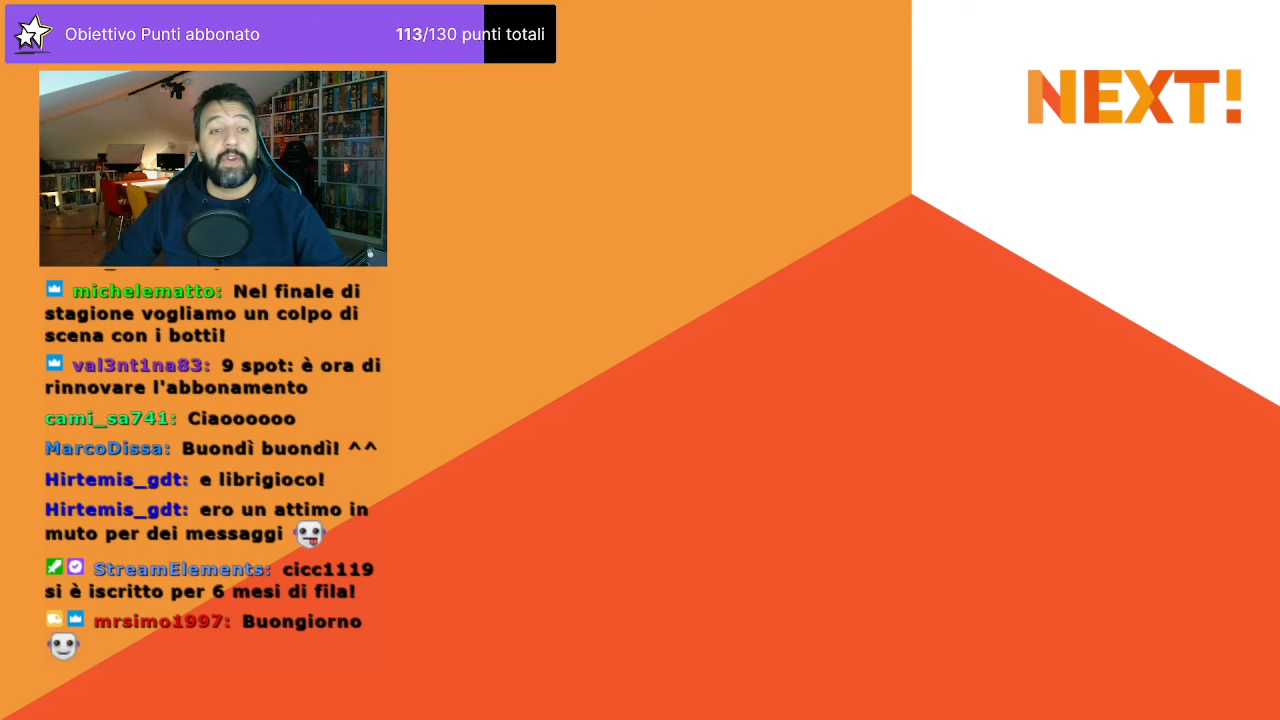 Obiettivo Punti abbonato 113/130 punti totali
NEXT!
michelematto: Nel finale di
stagione vogliamo un colpo di
scena con i botti!
val3nt1na83: 9 spot: è ora di
rinnovare l'abbonamento
cami_sa741: Ciaoooooo
MarcoDissa: Buondì buondì! ^^
Hirtemis_gdt: e librigioco!
Hirtemis_gdt: ero un attimo in
muto per dei messaggi
StreamElements: cicc1119
si è iscritto per 6 mesi di fila!
mrsimo1997: Buongiorno